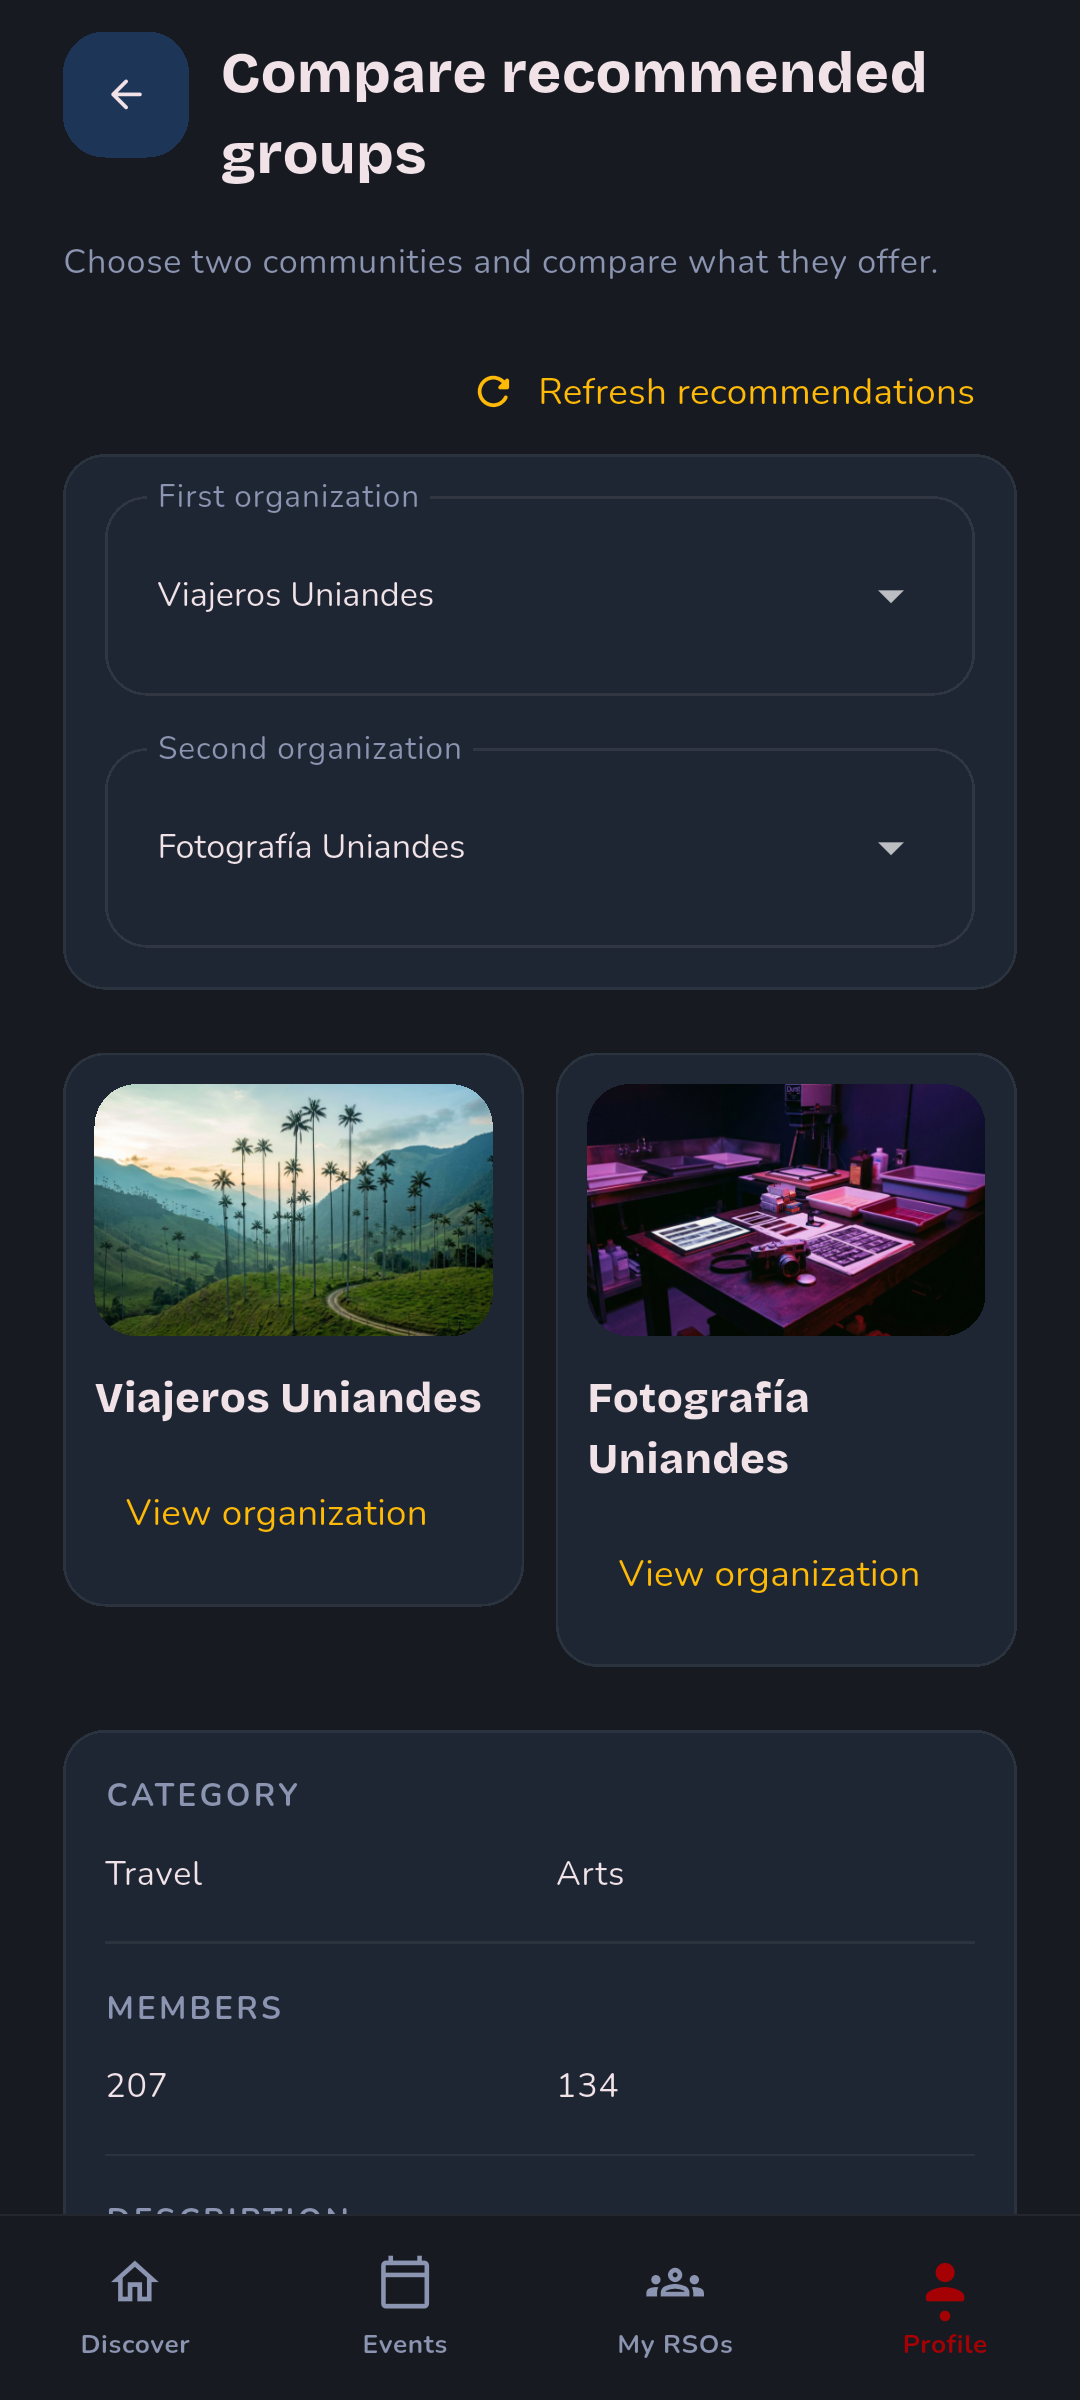 Compare recommended
groups
Choose two communities and compare what they offer.
Refresh recommendations
First organization
Viajeros Uniandes
Second organization
Fotografía Uniandes
Viajeros Uniandes
View organization
Fotografía
Uniandes
View organization
CATEGORY
Travel Arts
MEMBERS
207 134
DESCRIPTION
Discover Events My RSOs Profile